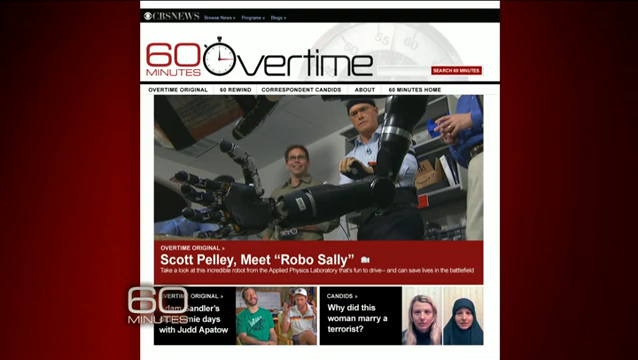 CBSNEWS Browse News Programs Blogs
60 MINUTES Overtime
SEARCH 60 MINUTES
OVERTIME ORIGINAL 60 REWIND CORRESPONDENT CANDIDS ABOUT 60 MINUTES HOME
OVERTIME ORIGINAL »
Scott Pelley, Meet “Robo Sally”
Take a look at this incredible robot from the Applied Physics Laboratory that's fun to drive-- and can save lives in the battlefield
ORIGINAL »
Sandler's
days
with Judd Apatow
CANDIDS »
Why did this
woman marry a
terrorist?
60
MINUTES